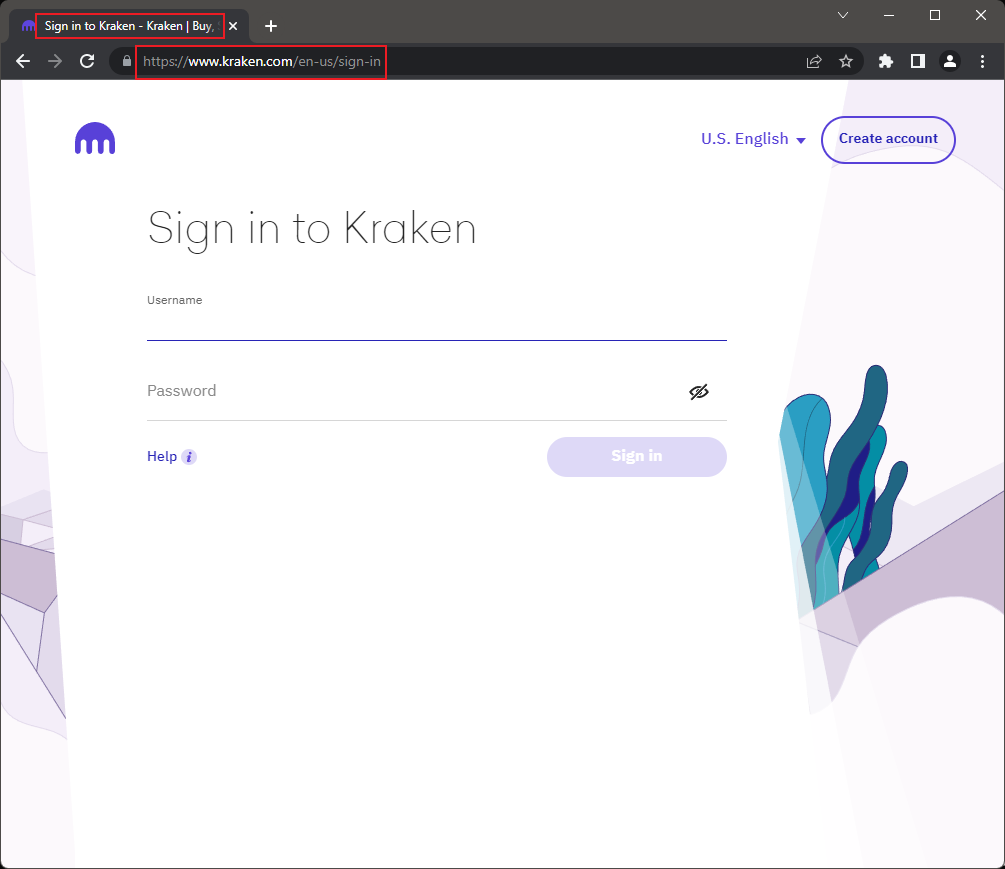 Sign in to Kraken - Kraken | Buy,
https://www.kraken.com/en-us/sign-in
U.S. English
Create account
Sign in to Kraken
Username
Password
Help i
Sign in